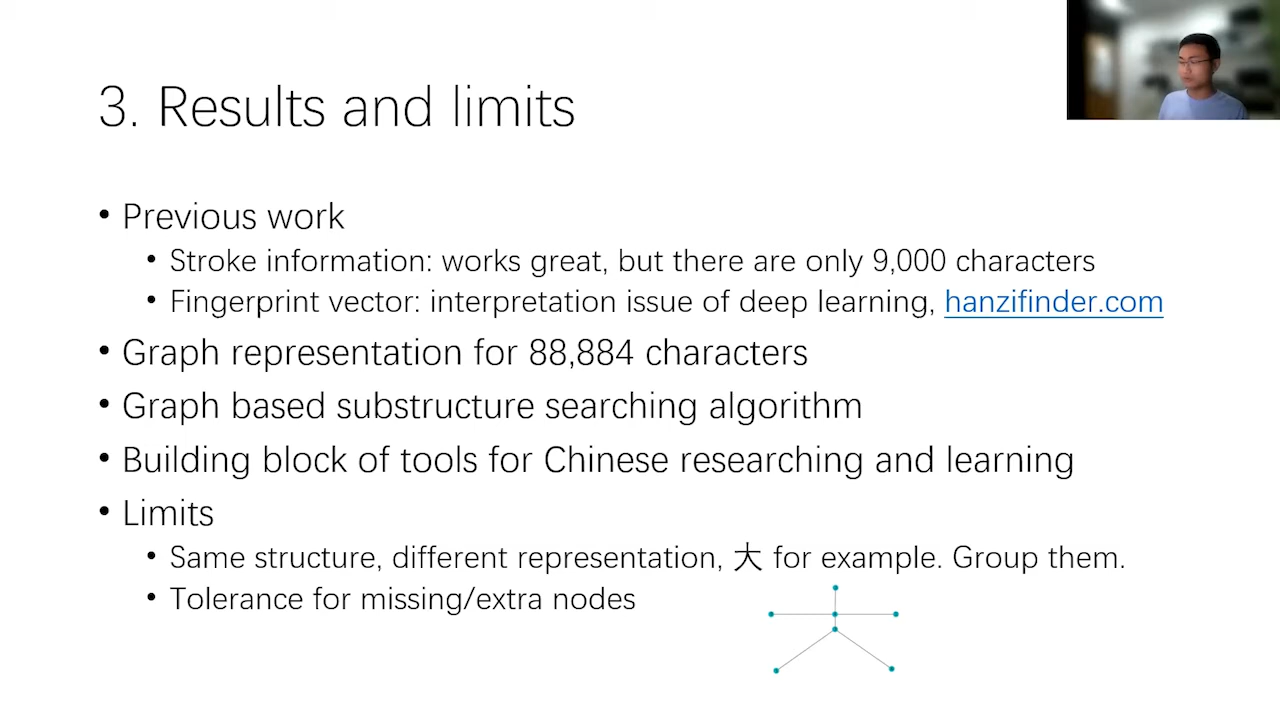 3. Results and limits
• Previous work
• Stroke information: works great, but there are only 9,000 characters
• Fingerprint vector: interpretation issue of deep learning, hanzifinder.com
• Graph representation for 88,884 characters
• Graph based substructure searching algorithm
• Building block of tools for Chinese researching and learning
• Limits
• Same structure, different representation, 大 for example. Group them.
• Tolerance for missing/extra nodes